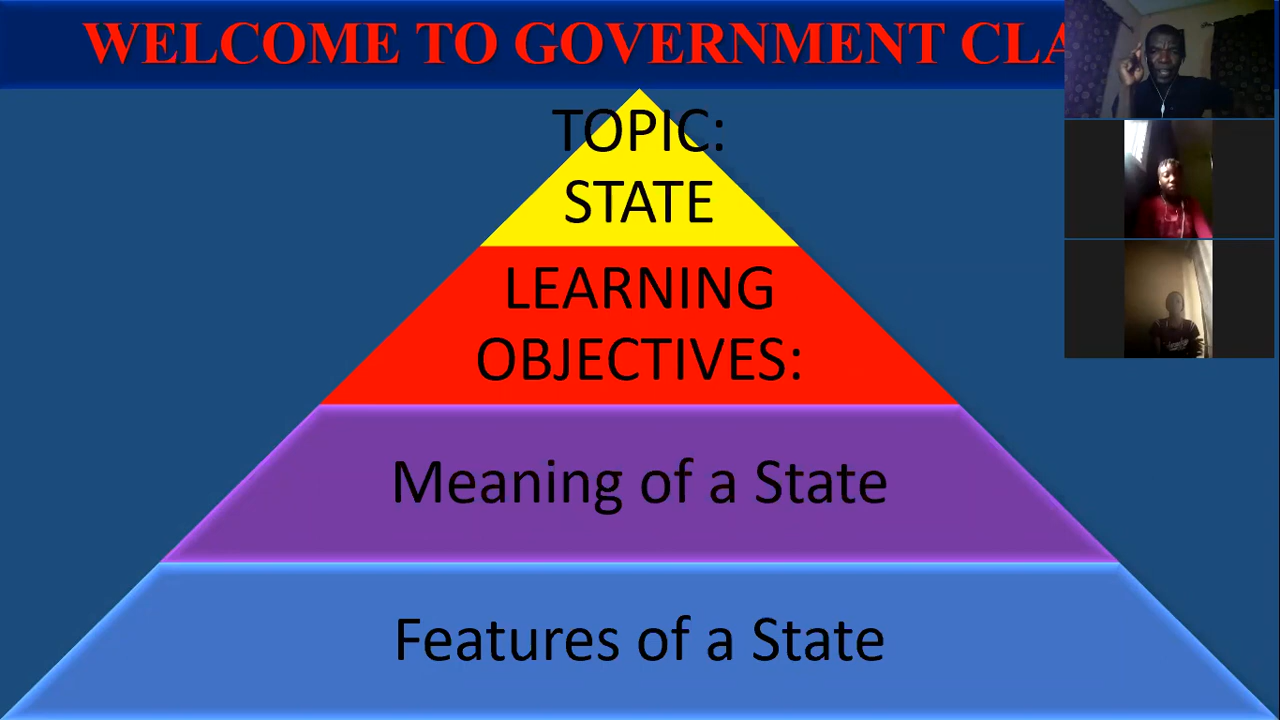 WELCOME TO GOVERNMENT CLA
TOPIC:
STATE
LEARNING
OBJECTIVES:
Meaning of a State
Features of a State